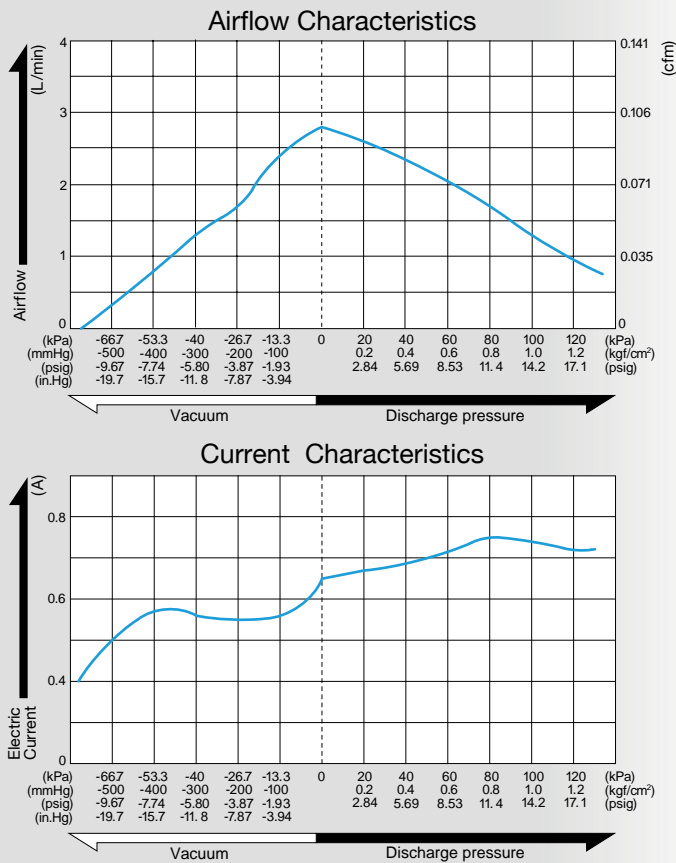 Airflow Characteristics
4 0.141
(L/min) (cfm)
3 0.106
2 0.071
1 0.035
Airflow
0 0
(kPa) -667 -53.3 -40 -26.7 -13.3 0 20 40 60 80 100 120 (kPa)
(mmHg) -500 -400 -300 -200 -100 0.2 0.4 0.6 0.8 1.0 1.2 (kgf/cm²)
(psig) -9.67 -7.74 -5.80 -3.87 -1.93 2.84 5.69 8.53 11.4 14.2 17.1 (psig)
(in.Hg) -19.7 -15.7 -11.8 -7.87 -3.94
Vacuum Discharge pressure
Current Characteristics
(A)
0.8
0.6
0.4
Electric
Current
0
(kPa) -667 -53.3 -40 -26.7 -13.3 0 20 40 60 80 100 120 (kPa)
(mmHg) -500 -400 -300 -200 -100 0.2 0.4 0.6 0.8 1.0 1.2 (kgf/cm²)
(psig) -9.67 -7.74 -5.80 -3.87 -1.93 2.84 5.69 8.53 11.4 14.2 17.1 (psig)
(in.Hg) -19.7 -15.7 -11.8 -7.87 -3.94
Vacuum Discharge pressure